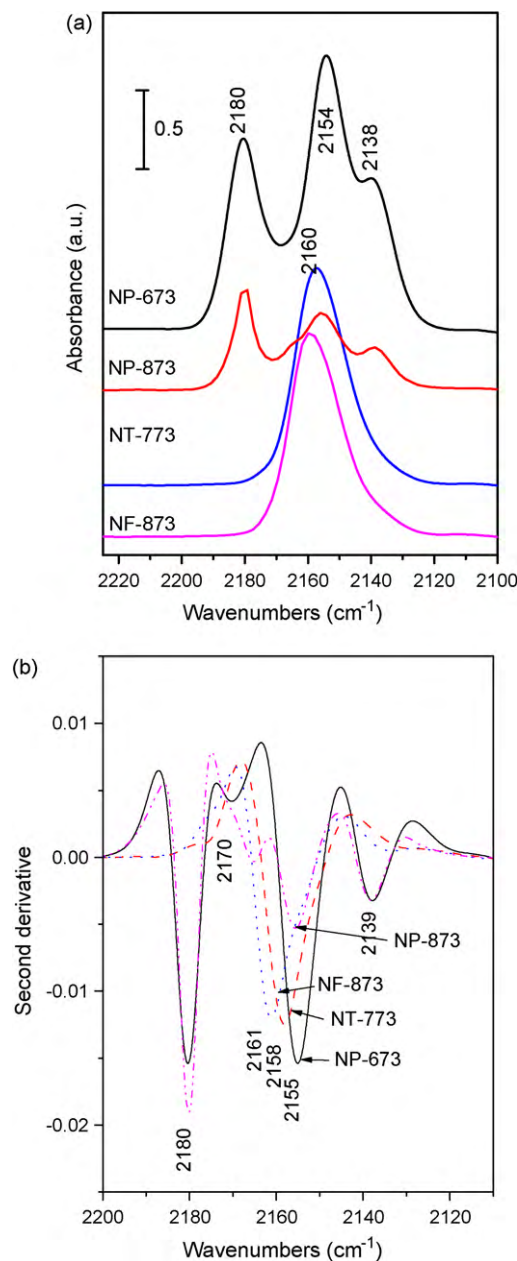 (a)
2180
2154
2138
0.5
2160
NP-673
NP-873
NT-773
NF-873
Absorbance (a.u.)
2220 2200 2180 2160 2140 2120 2100
Wavenumbers (cm⁻¹)
(b)
0.01
0.00
-0.01
-0.02
Second derivative
2170
2139
NP-873
NF-873
NT-773
NP-673
2161
2158
2155
2180
2200 2180 2160 2140 2120
Wavenumbers (cm⁻¹)